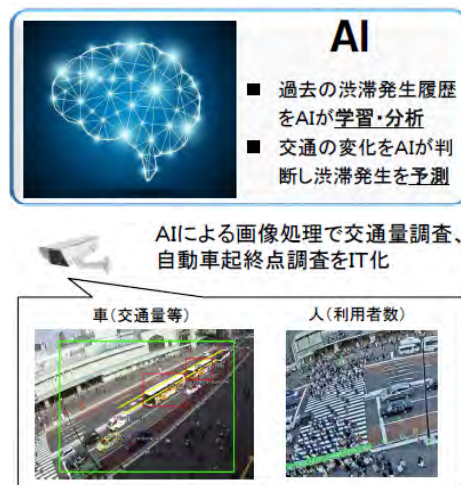 AI
■ 過去の渋滞発生履歴
をAIが学習・分析
■ 交通の変化をAIが判
断し渋滞発生を予測
AIによる画像処理で交通量調査、
自動車起終点調査をIT化
車(交通量等)
人(利用者数)